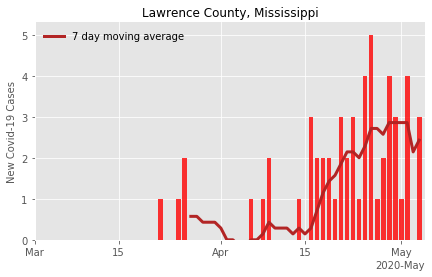 Lawrence County, Mississippi
7 day moving average
New Covid-19 Cases
5
4
3
2
1
0
Mar 15 Apr 15 May
2020-May